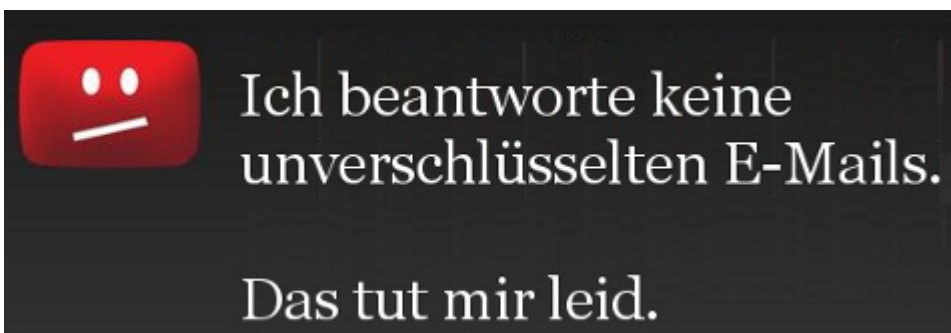 Ich beantworte keine
unverschlüsselten E-Mails.
Das tut mir leid.